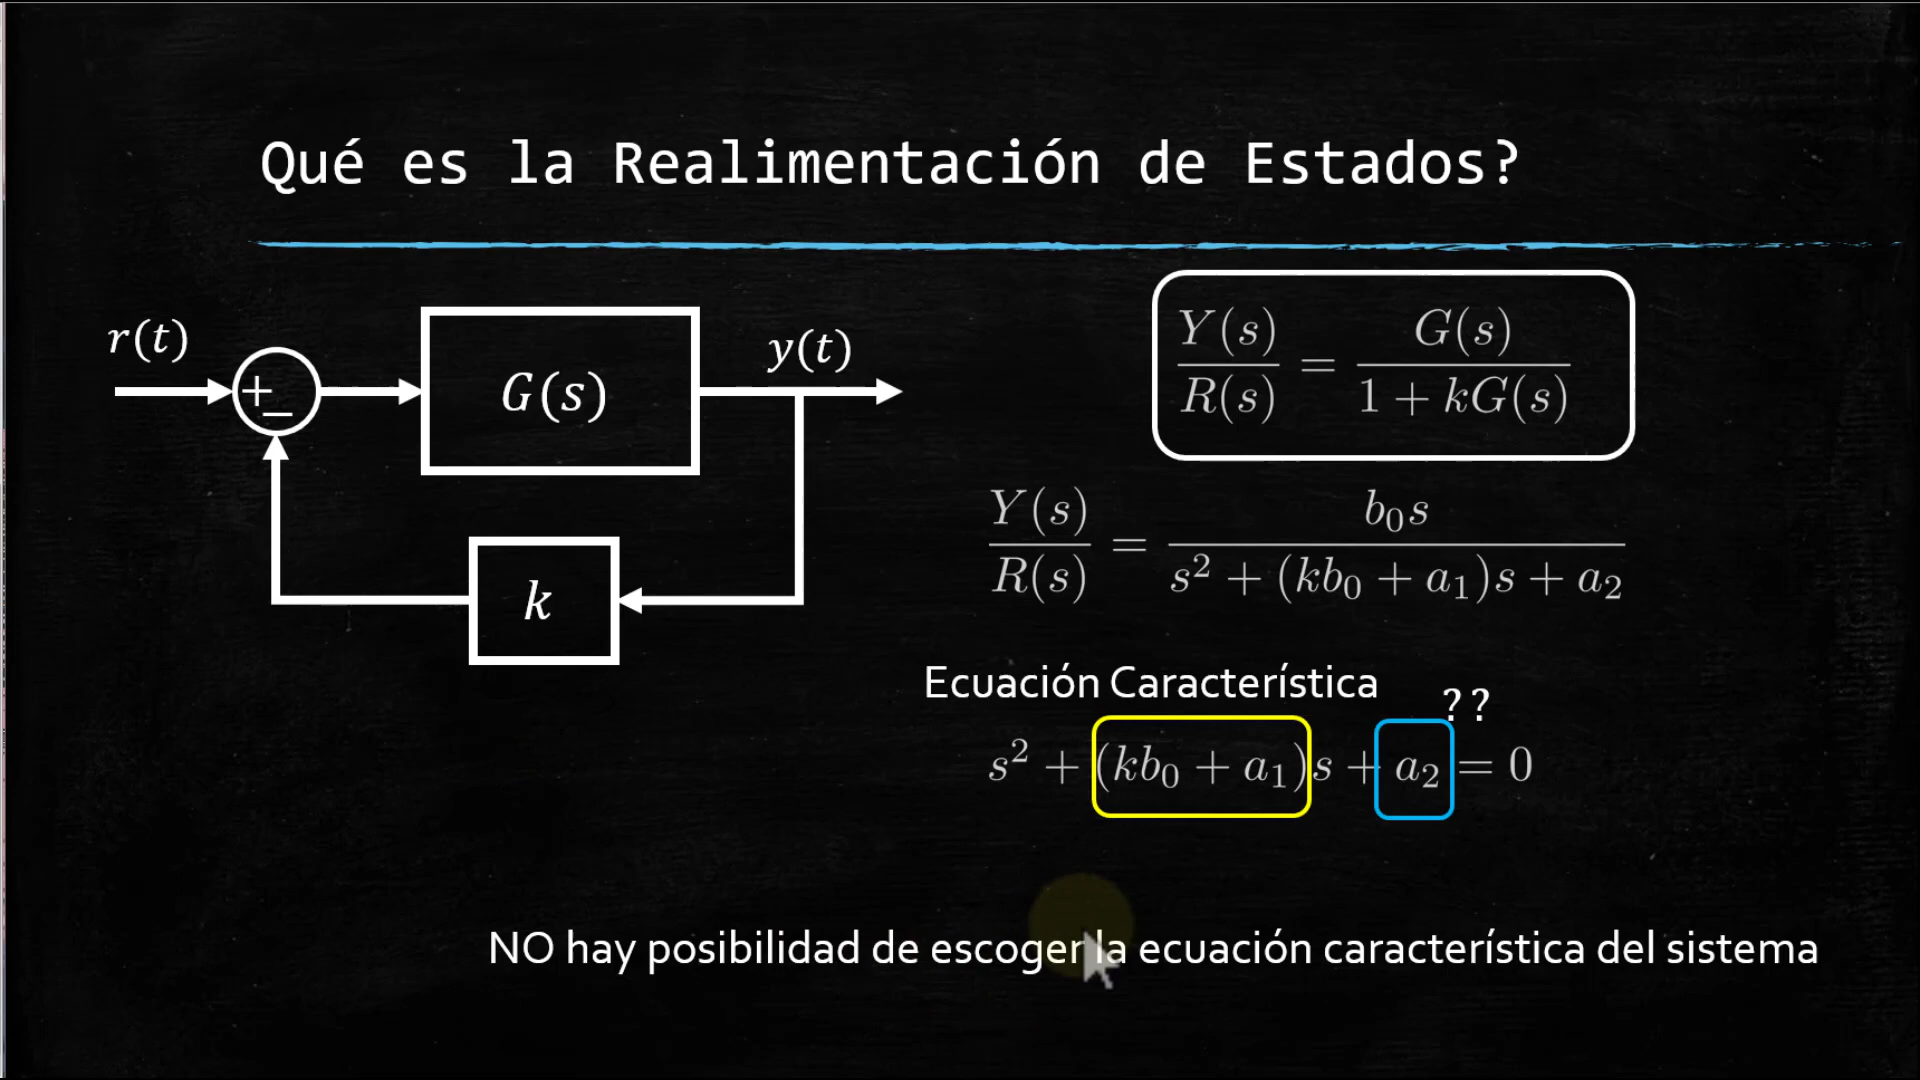 Qué es la Realimentación de Estados?
r(t)
+
−
G(s)
y(t)
k
Y(s)/R(s) = G(s)/(1 + kG(s))
Y(s)/R(s) = b₀s/(s² + (kb₀ + a₁)s + a₂)
Ecuación Característica
??
s² + (kb₀ + a₁)s + a₂ = 0
NO hay posibilidad de escoger la ecuación característica del sistema